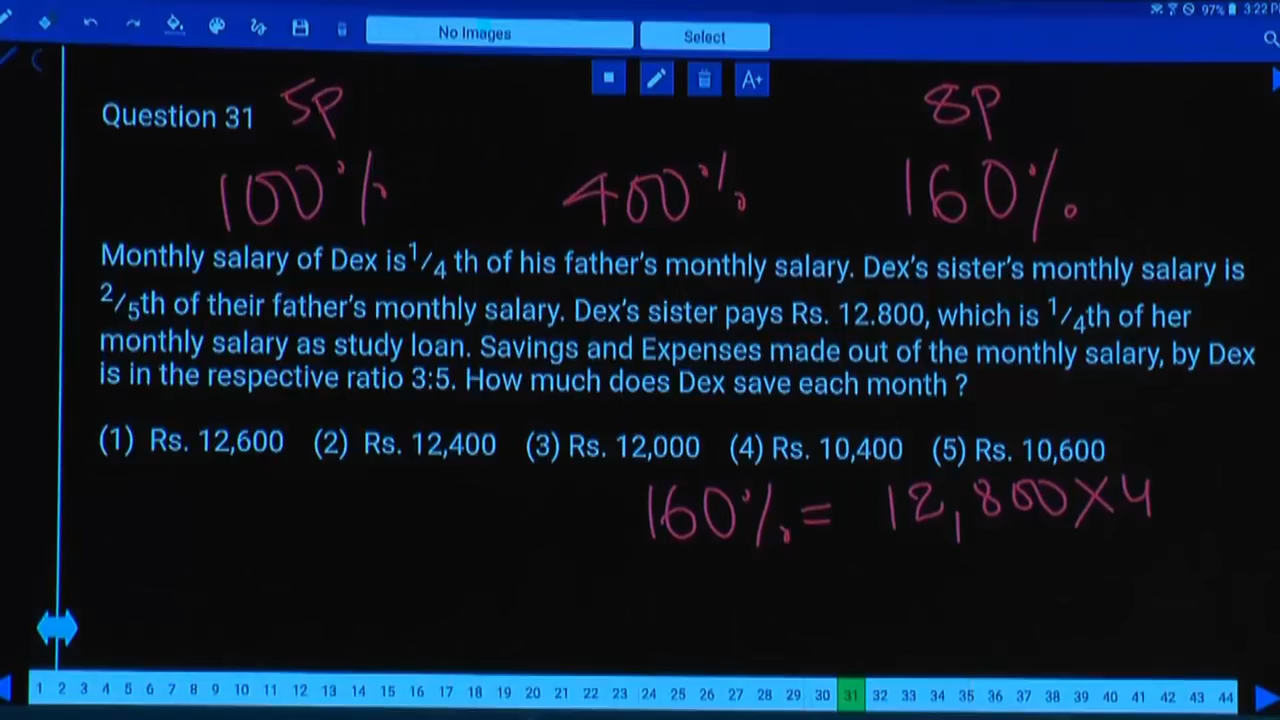 97% 3:22 P
No Images
Select
A+
Question 31 5P 8P
100% 400% 160%
Monthly salary of Dex is 1/4 th of his father's monthly salary. Dex's sister's monthly salary is
2/5th of their father's monthly salary. Dex's sister pays Rs. 12.800, which is 1/4th of her
monthly salary as study loan. Savings and Expenses made out of the monthly salary, by Dex
is in the respective ratio 3:5. How much does Dex save each month ?
(1) Rs. 12,600 (2) Rs. 12,400 (3) Rs. 12,000 (4) Rs. 10,400 (5) Rs. 10,600
160% = 12,800 X 4
1 2 3 4 5 6 7 8 9 10 11 12 13 14 15 16 17 18 19 20 21 22 23 24 25 26 27 28 29 30 31 32 33 34 35 36 37 38 39 40 41 42 43 44